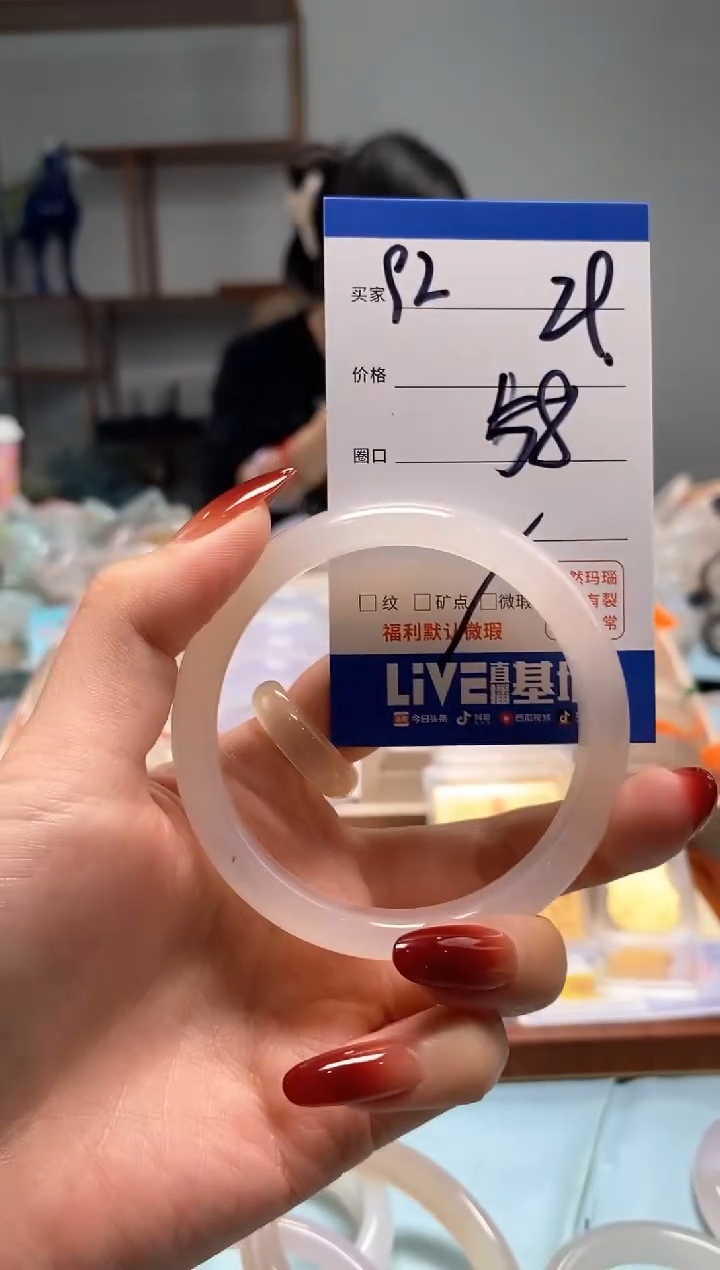 买家 92
价格
圈口 58
然玛瑙
□纹 □矿点 □微瑕
有裂
常
福利默认微瑕
LiVE直播基地
今日头条 抖音 西瓜视频